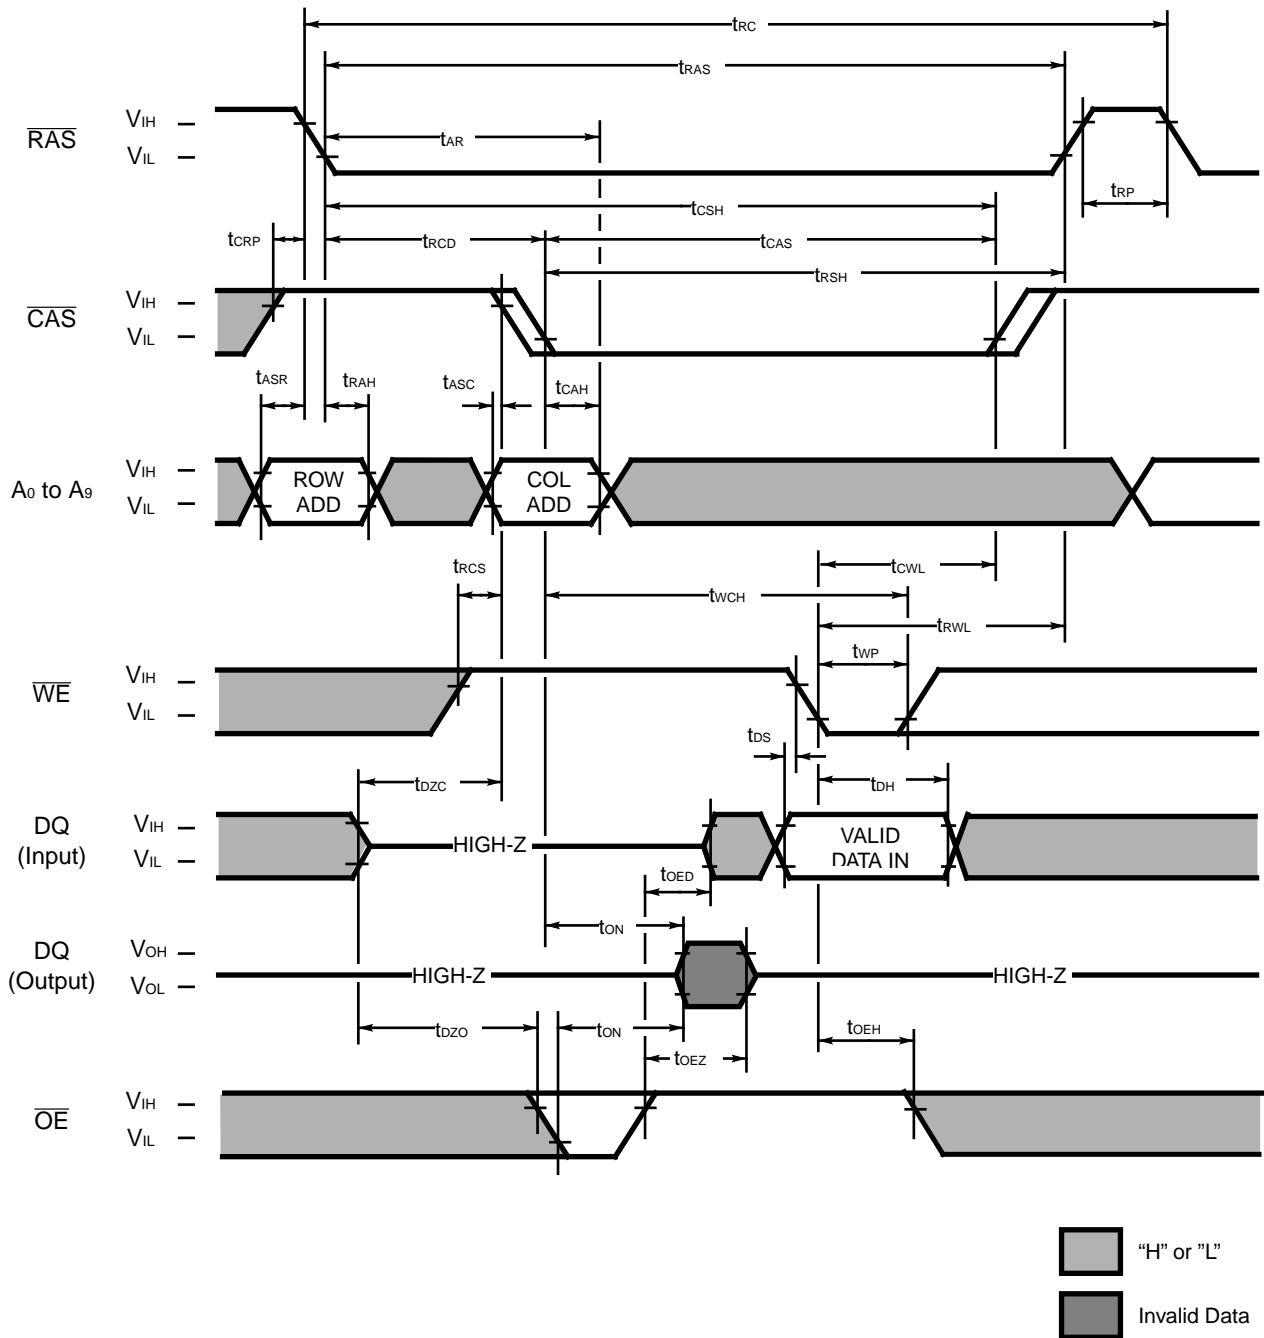 tRC
tRAS
RAS VIH
VIL
tAR
tRP
tCSH
tCRP tRCD tCAS
tRSH
CAS VIH
VIL
tASR tRAH tASC tCAH
A0 to A9 VIH
VIL
ROW
ADD
COL
ADD
tRCS tCWL
tWCH
tRWL
tWP
WE VIH
VIL
tDS
tDZC tDH
DQ
(Input)
VIH
VIL
HIGH-Z
VALID
DATA IN
tOED
tON
DQ
(Output)
VOH
VOL
HIGH-Z HIGH-Z
tDZO tON tOEH
tOEZ
OE VIH
VIL
“H” or ”L”
Invalid Data